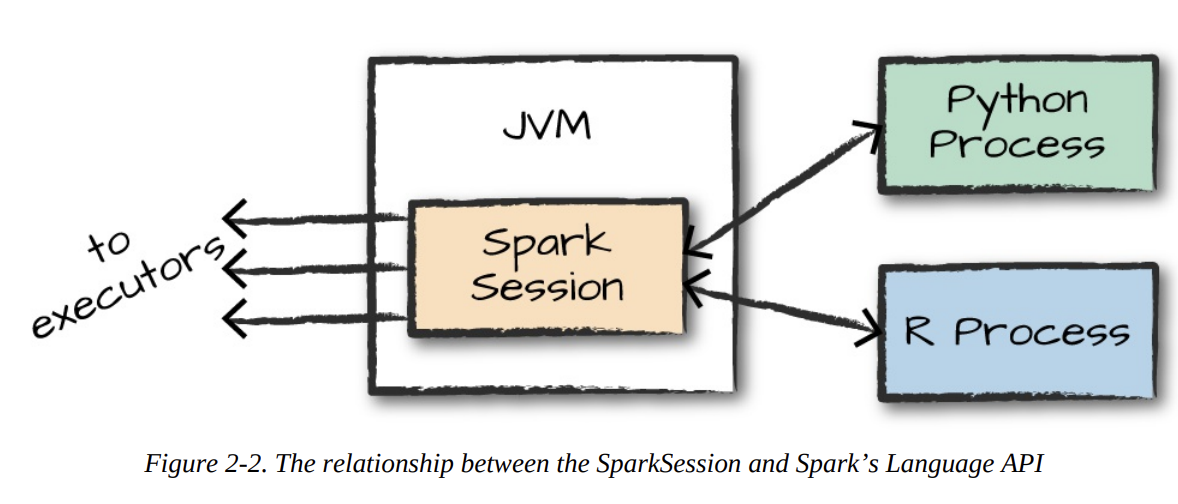 JVM
Python
Process
to
executors
Spark
Session
R Process
Figure 2-2. The relationship between the SparkSession and Spark’s Language API